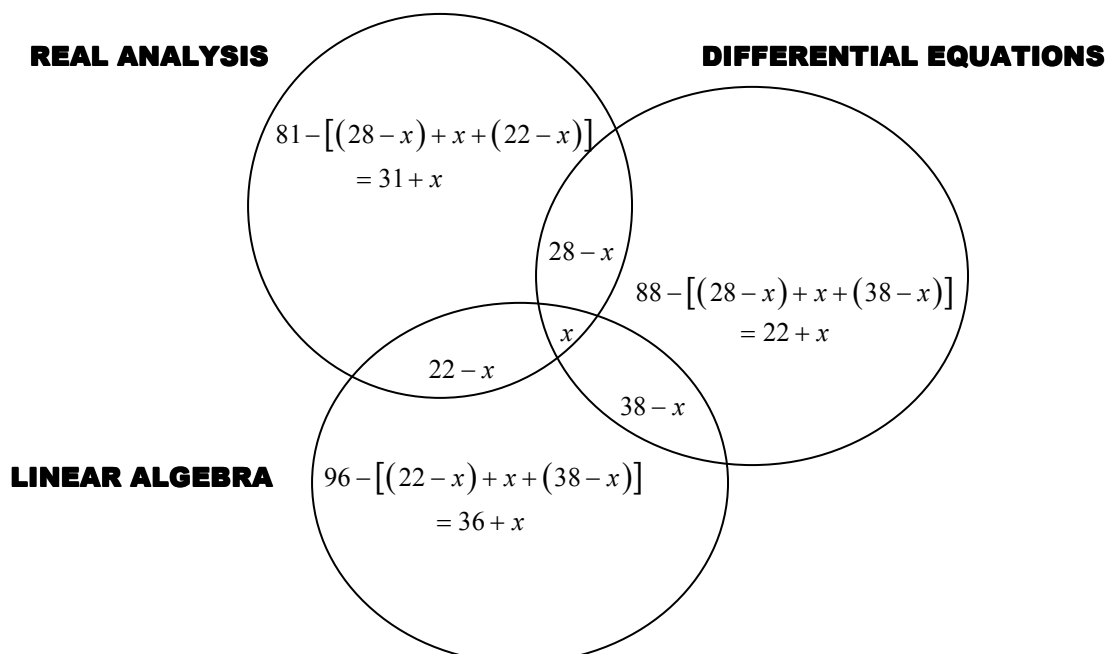 REAL ANALYSIS
DIFFERENTIAL EQUATIONS
81−[(28−x)+x+(22−x)]
= 31+x
28−x
88−[(28−x)+x+(38−x)]
= 22+x
x
22−x
38−x
LINEAR ALGEBRA
96−[(22−x)+x+(38−x)]
= 36+x